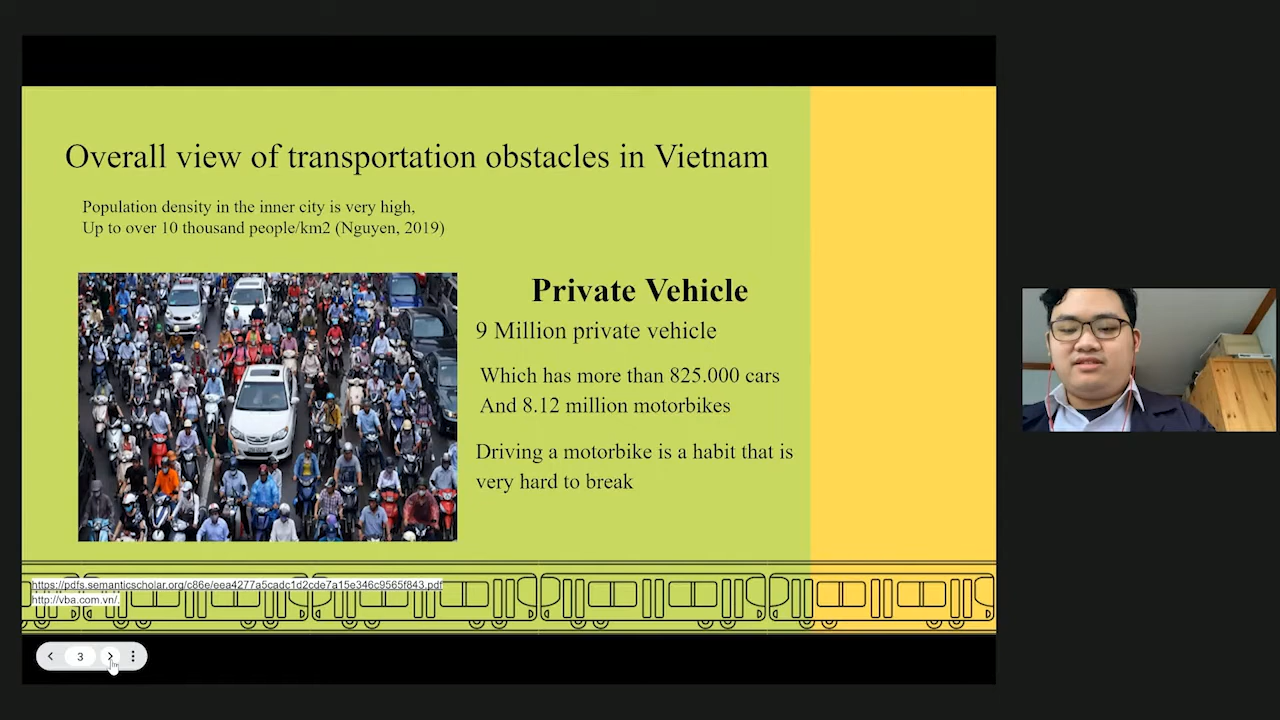 Overall view of transportation obstacles in Vietnam
Population density in the inner city is very high,
Up to over 10 thousand people/km2 (Nguyen, 2019)
Private Vehicle
9 Million private vehicle
Which has more than 825.000 cars
And 8.12 million motorbikes
Driving a motorbike is a habit that is
very hard to break
https://pdfs.semanticscholar.org/c86e/eea4277a5cadc1d2cde7a15e346c9565f843.pdf
http://vba.com.vn/.
3